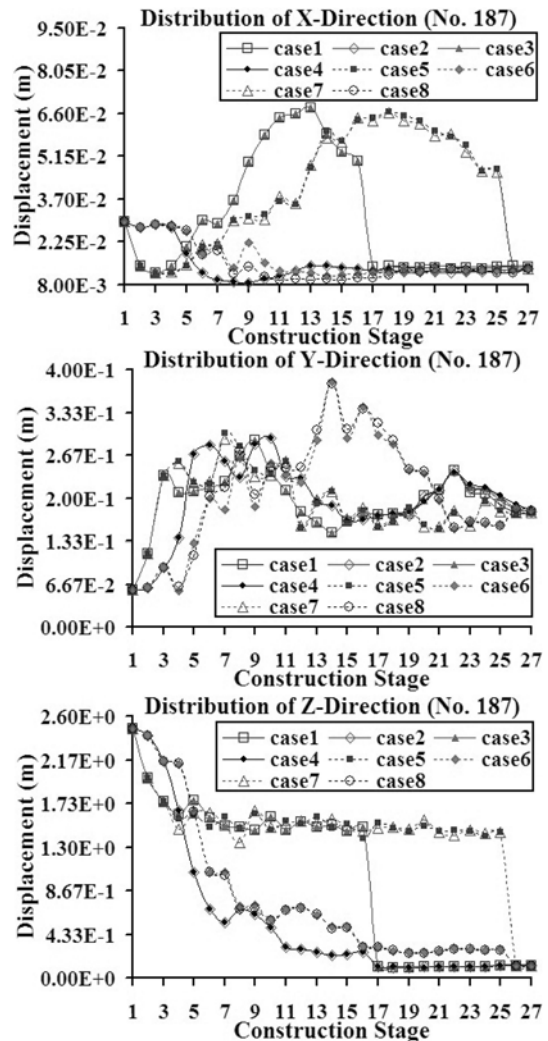 Distribution of X-Direction (No. 187)
9.50E-2
8.05E-2
6.60E-2
5.15E-2
3.70E-2
2.25E-2
8.00E-3
Displacement (m)
case1 case2 case3
case4 case5 case6
case7 case8
1 3 5 7 9 11 13 15 17 19 21 23 25 27
Construction Stage
Distribution of Y-Direction (No. 187)
4.00E-1
3.33E-1
2.67E-1
2.00E-1
1.33E-1
6.67E-2
0.00E+0
Displacement (m)
case1 case2 case3
case4 case5 case6
case7 case8
1 3 5 7 9 11 13 15 17 19 21 23 25 27
Construction Stage
Distribution of Z-Direction (No. 187)
2.60E+0
2.17E+0
1.73E+0
1.30E+0
8.67E-1
4.33E-1
0.00E+0
Displacement (m)
case1 case2 case3
case4 case5 case6
case7 case8
1 3 5 7 9 11 13 15 17 19 21 23 25 27
Construction Stage